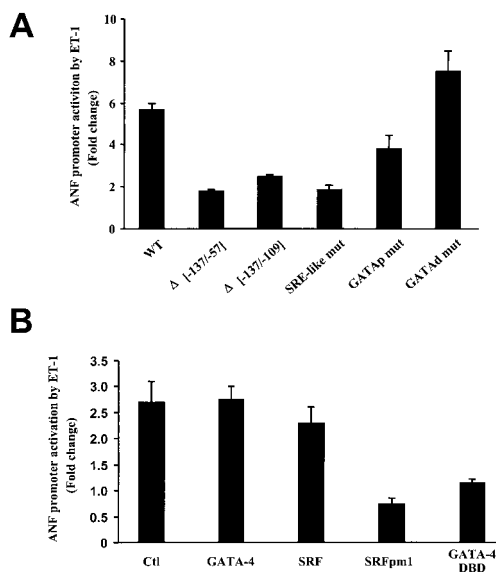 A
ANF promoter activiton by ET-1
(Fold change)
10
8
6
4
2
0
WT
Δ [-137/-57]
Δ [-137/-109]
SRE-like mut
GATAp mut
GATAd mut
B
ANF promoter activation by ET-1
(Fold change)
3.5
3.0
2.5
2.0
1.5
1.0
0.5
0
Ctl
GATA-4
SRF
SRFpm1
GATA-4
DBD